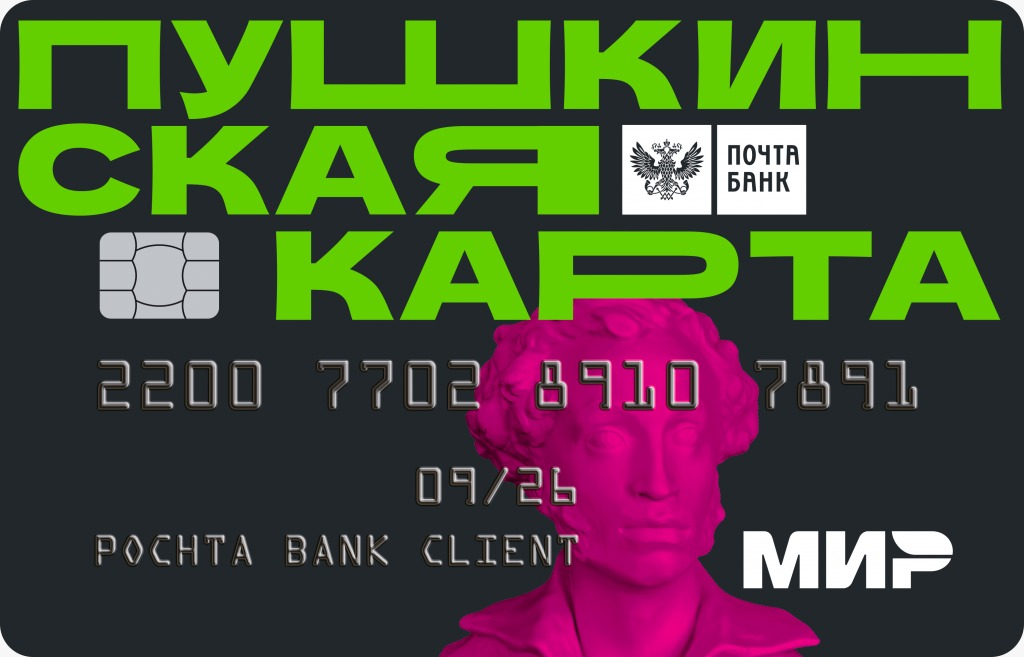 ПУШКИН
СКАЯ
ПОЧТА
БАНК
КАРТА
2200 7702 8910 7891
09/26
POCHTA BANK CLIENT
МИР